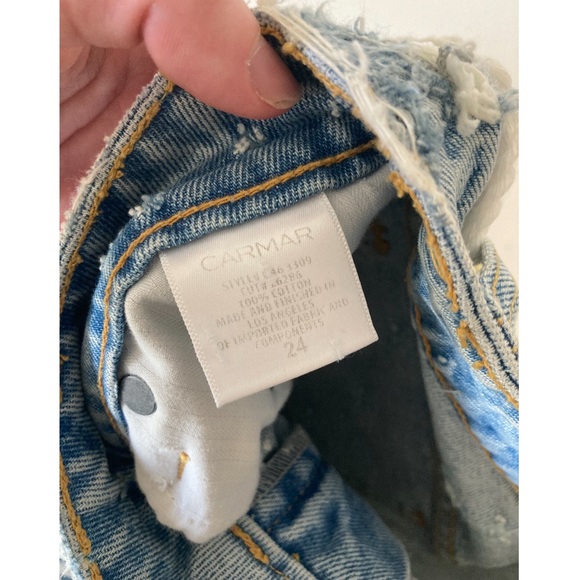 CARMAR
STYLE# C46 1309
CUT# 6286
100% COTTON
MADE AND FINISHED IN
LOS ANGELES
OF IMPORTED FABRIC AND
COMPONENTS
24